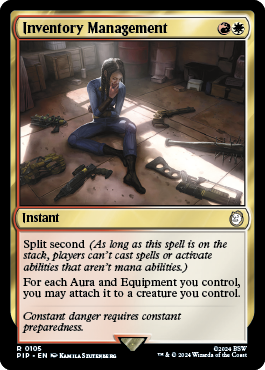 Inventory Management
Instant
Split second (As long as this spell is on the
stack, players can't cast spells or activate
abilities that aren't mana abilities.)
For each Aura and Equipment you control,
you may attach it to a creature you control.
Constant danger requires constant
preparedness.
R 0105
©2024 BSW
PIP • EN Kamila Szutenberg
™ & © 2024 Wizards of the Coast